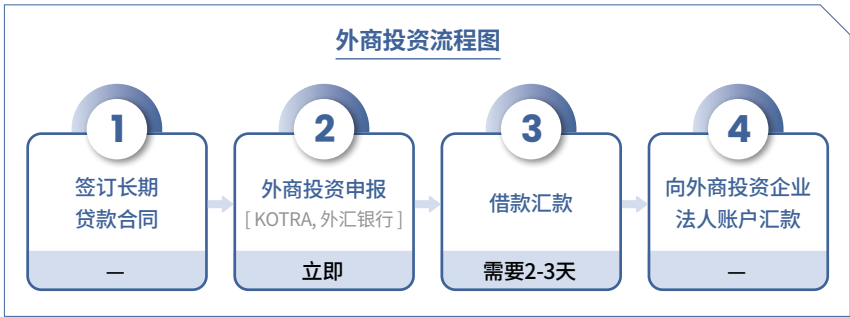 外商投资流程图
1
签订长期
贷款合同
—
2
外商投资申报
[ KOTRA, 外汇银行 ]
立即
3
借款汇款
需要2-3天
4
向外商投资企业
法人账户汇款
—